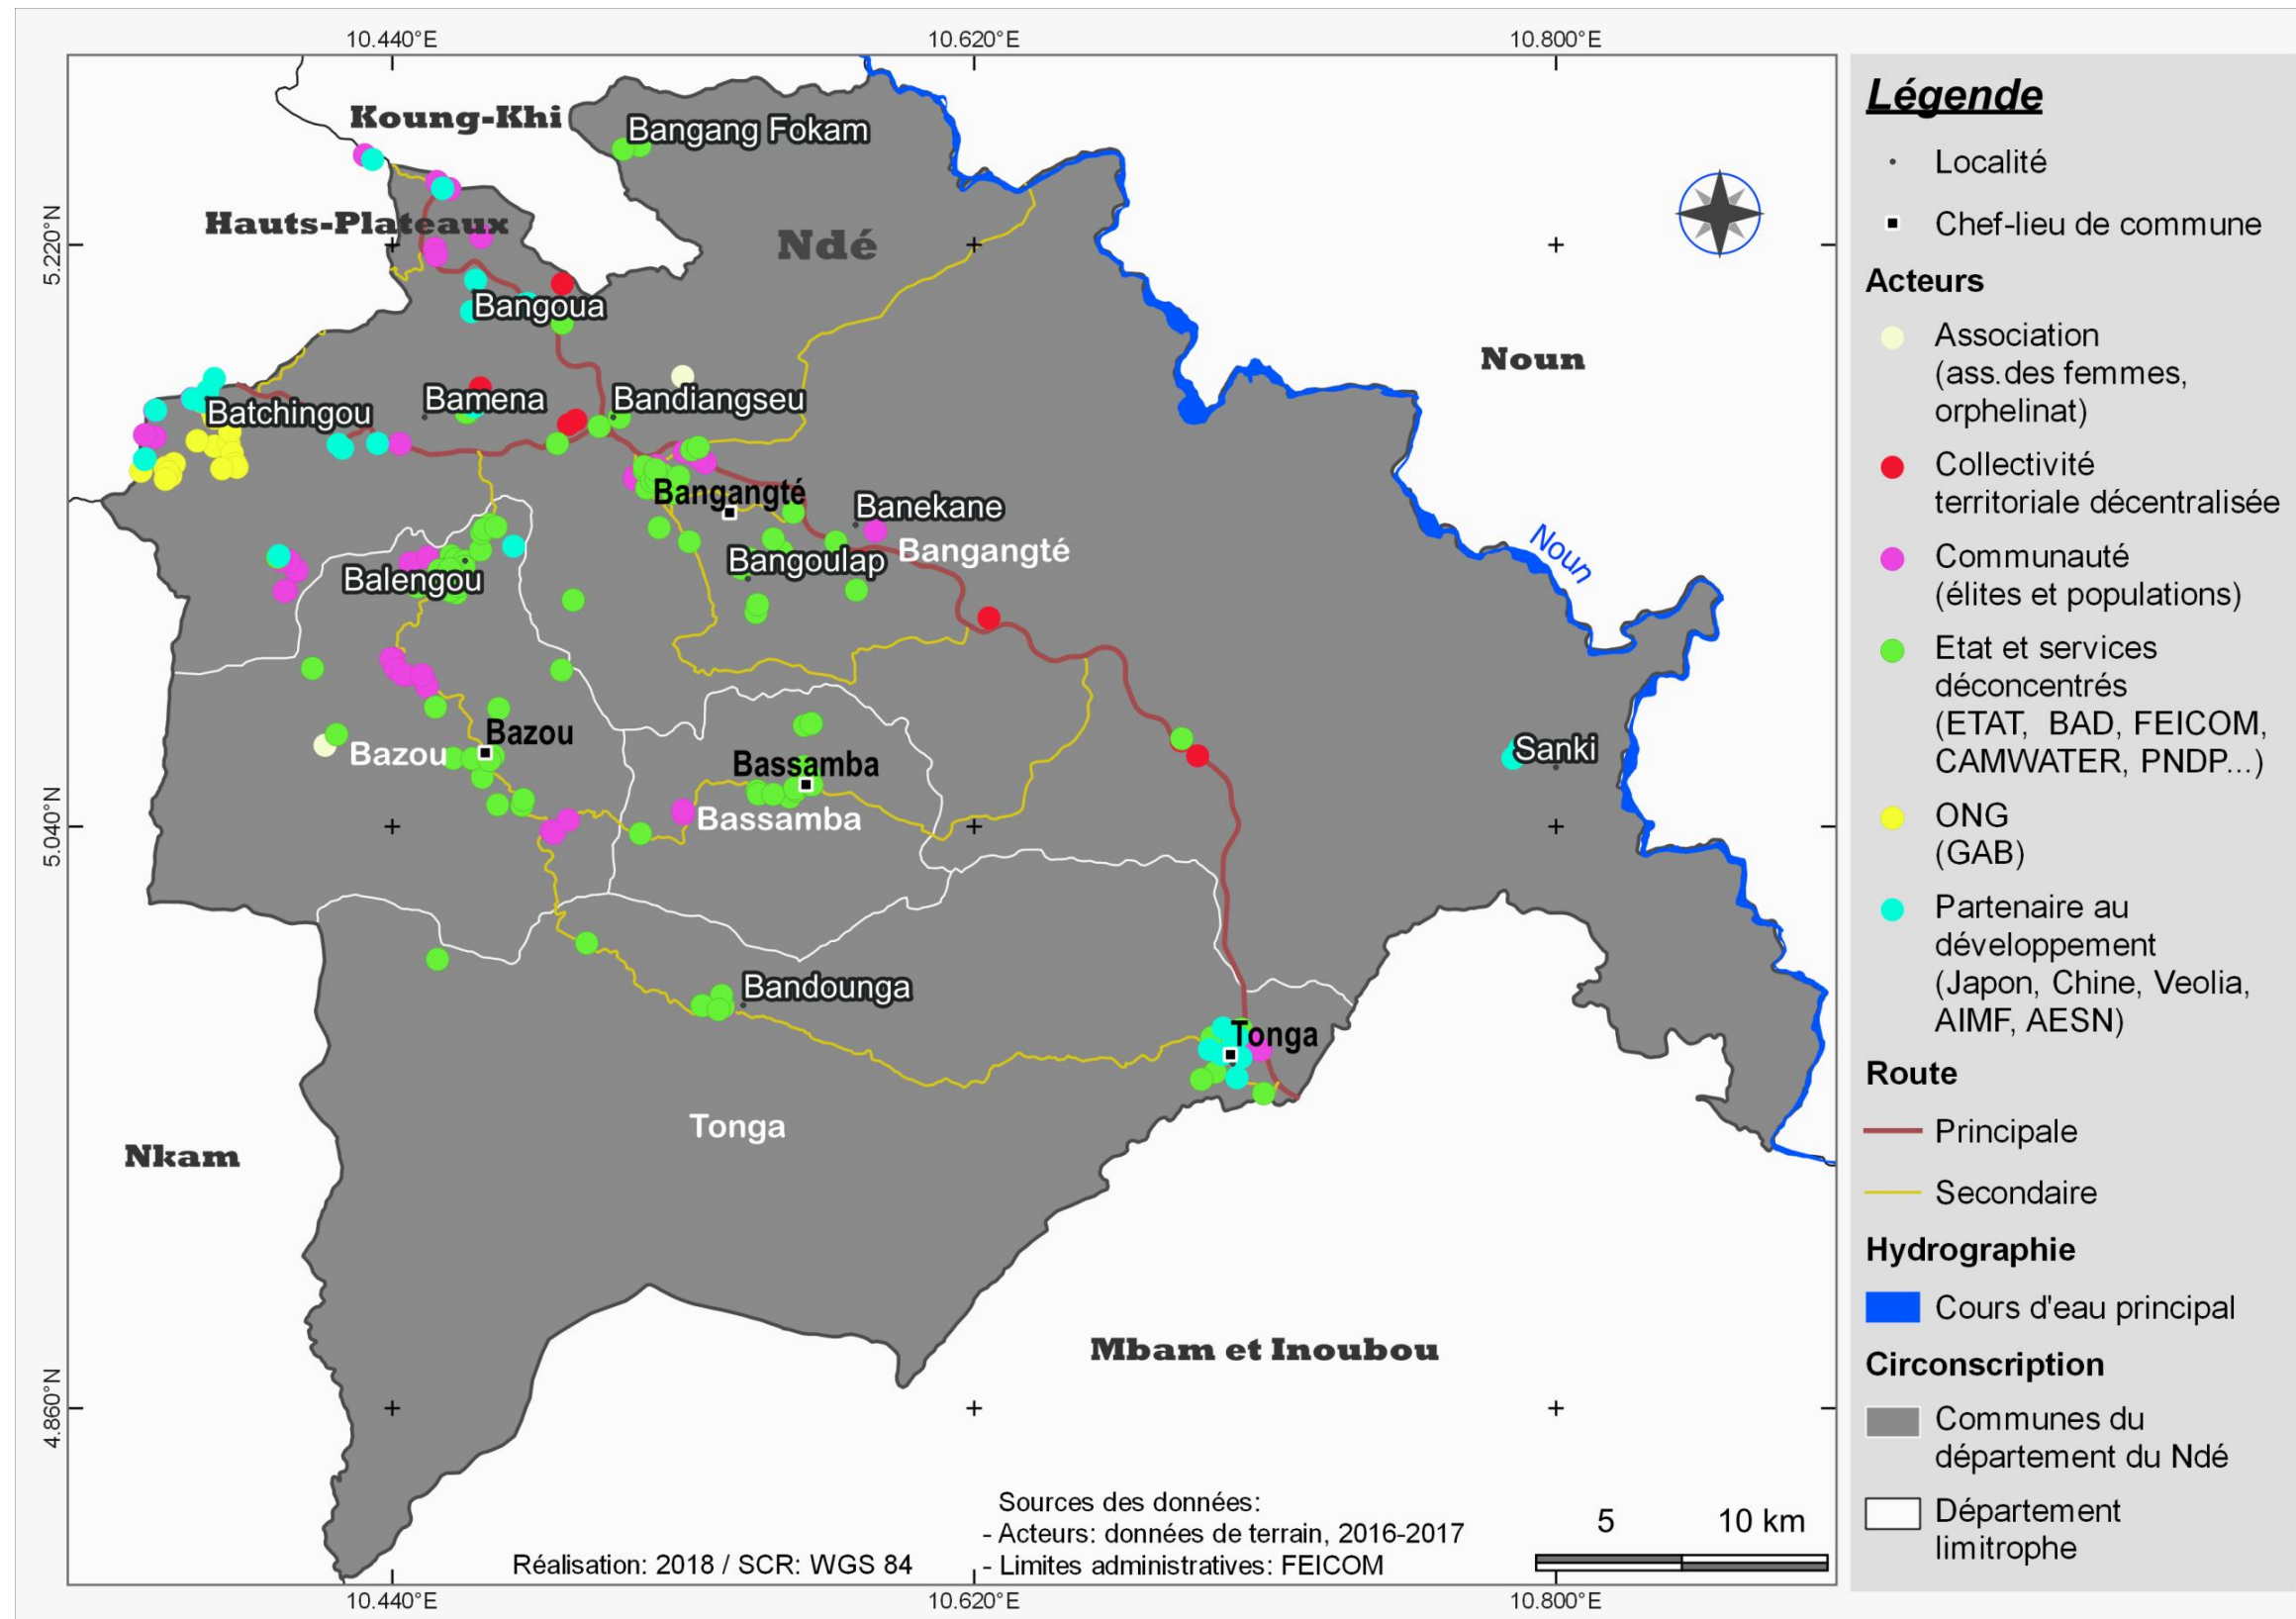 10.440°E
10.620°E
10.800°E
Koung-Khi
Bangang Fokam
Hauts-Plateaux
Ndé
5.220°N
Bangoua
Noun
Bamena
Bandiangseu
Batchingou
Bangangté
Banekane
Bangangté
Noun
Bangoulap
Balengou
Bazou
Bazou
Bassamba
Sanki
Bassamba
5.040°N
Bandounga
Tonga
Tonga
Nkam
Mbam et Inoubou
4.860°N
Sources des données:
- Acteurs: données de terrain, 2016-2017
- Limites administratives: FEICOM
Réalisation: 2018 / SCR: WGS 84
5
10 km
10.440°E
10.620°E
10.800°E
Légende
Localité
Chef-lieu de commune
Acteurs
Association
(ass.des femmes,
orphelinat)
Collectivité
territoriale décentralisée
Communauté
(élites et populations)
Etat et services
déconcentrés
(ETAT, BAD, FEICOM,
CAMWATER, PNDP...)
ONG
(GAB)
Partenaire au
développement
(Japon, Chine, Veolia,
AIMF, AESN)
Route
Principale
Secondaire
Hydrographie
Cours d'eau principal
Circonscription
Communes du
département du Ndé
Département
limitrophe